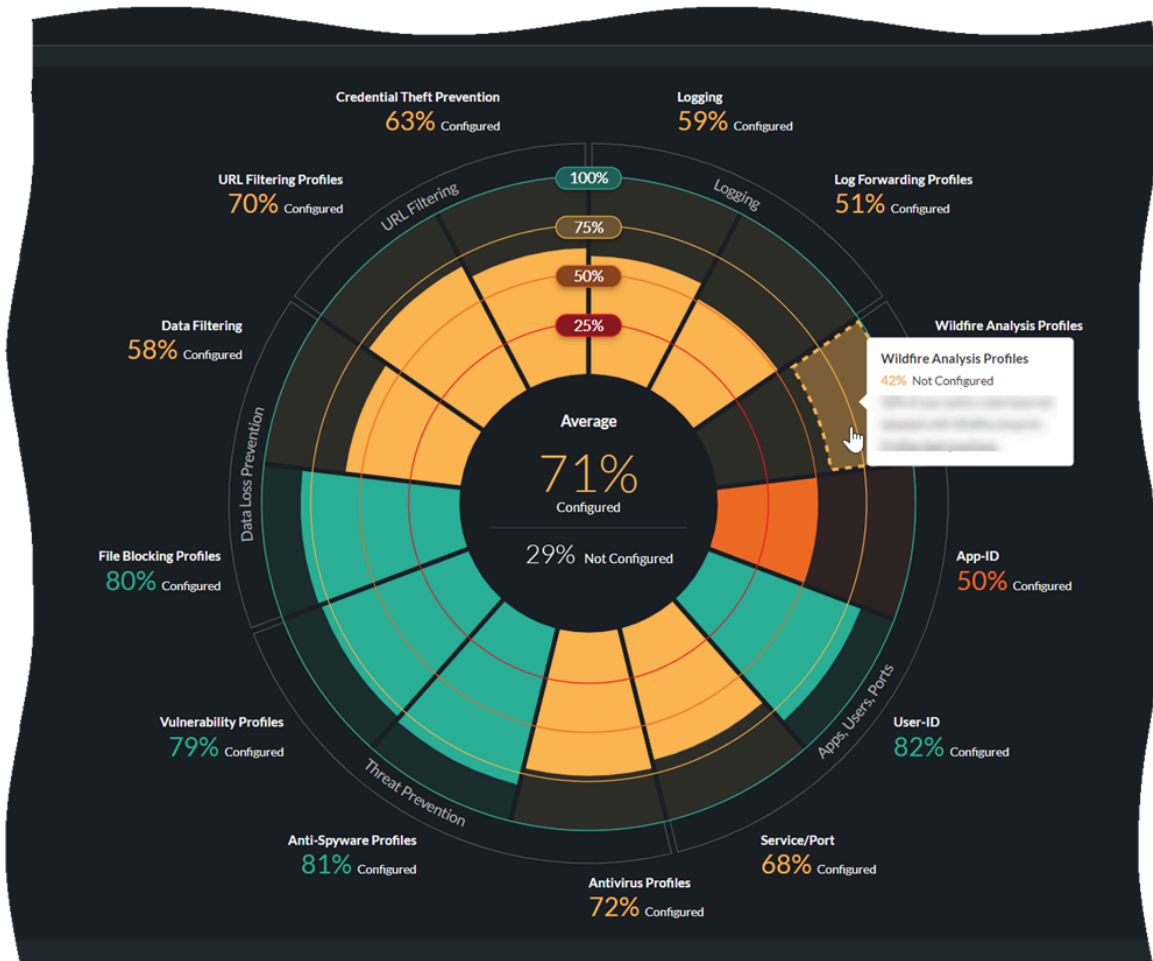 Credential Theft Prevention
63% Configured
Logging
59% Configured
URL Filtering Profiles
70% Configured
Log Forwarding Profiles
51% Configured
URL Filtering
100%
Logging
75%
50%
25%
Data Filtering
58% Configured
Wildfire Analysis Profiles
Wildfire Analysis Profiles
42% Not Configured
Average
71%
Configured
29% Not Configured
Data Loss Prevention
File Blocking Profiles
80% Configured
App-ID
50% Configured
Vulnerability Profiles
79% Configured
User-ID
82% Configured
Apps, Users, Ports
Threat Prevention
Anti-Spyware Profiles
81% Configured
Service/Port
68% Configured
Antivirus Profiles
72% Configured